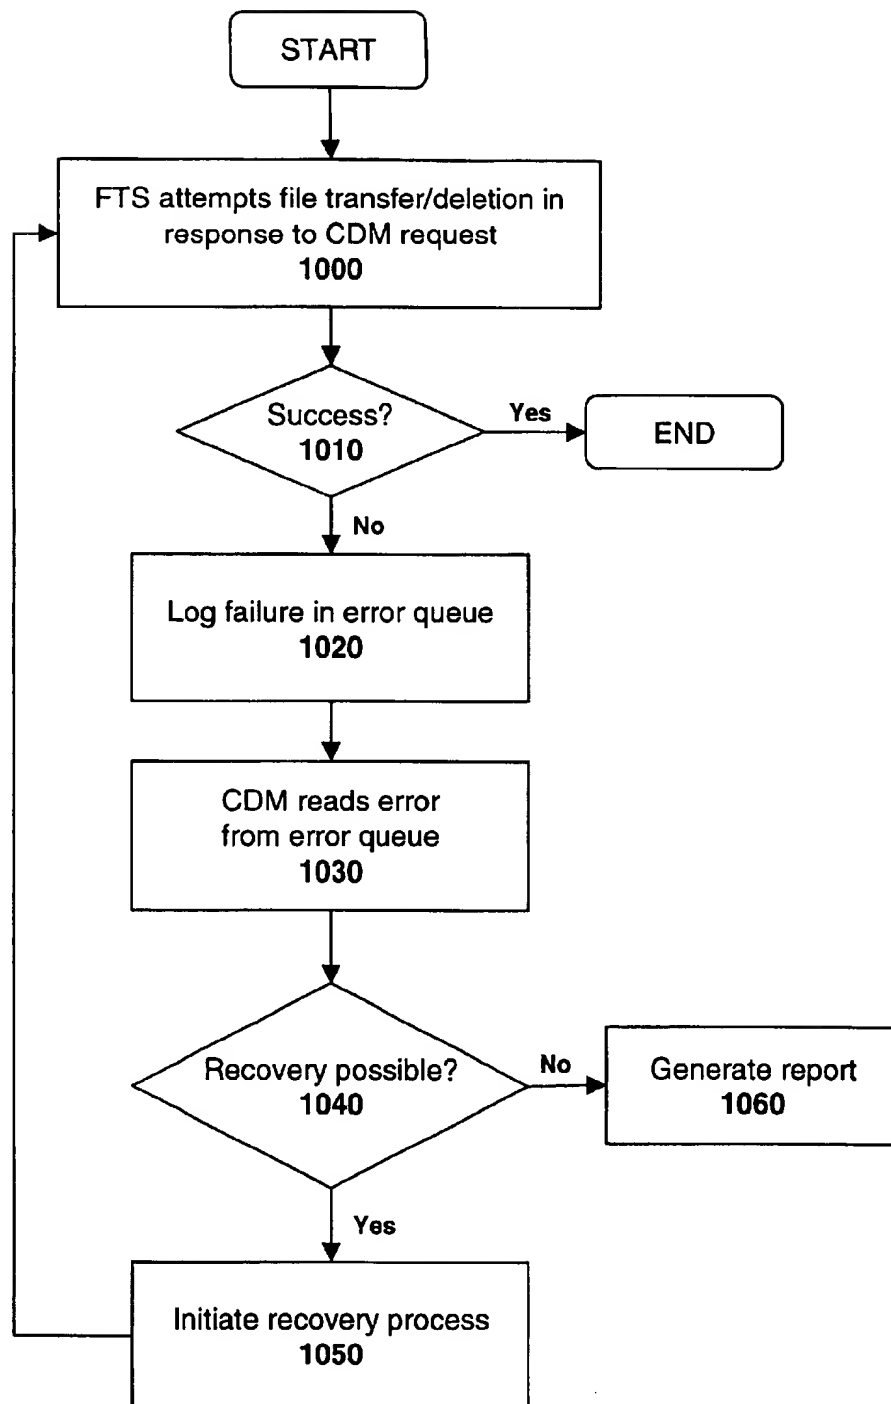 START
FTS attempts file transfer/deletion in
response to CDM request
1000
Success?
1010
Yes
END
No
Log failure in error queue
1020
CDM reads error
from error queue
1030
Recovery possible?
1040
No
Generate report
1060
Yes
Initiate recovery process
1050